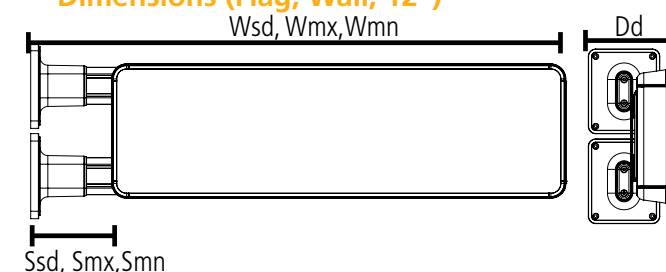 Dimensions (Flag, Wall, 12")
Wsd, Wmx,Wmn
Dd
Ssd, Smx,Smn